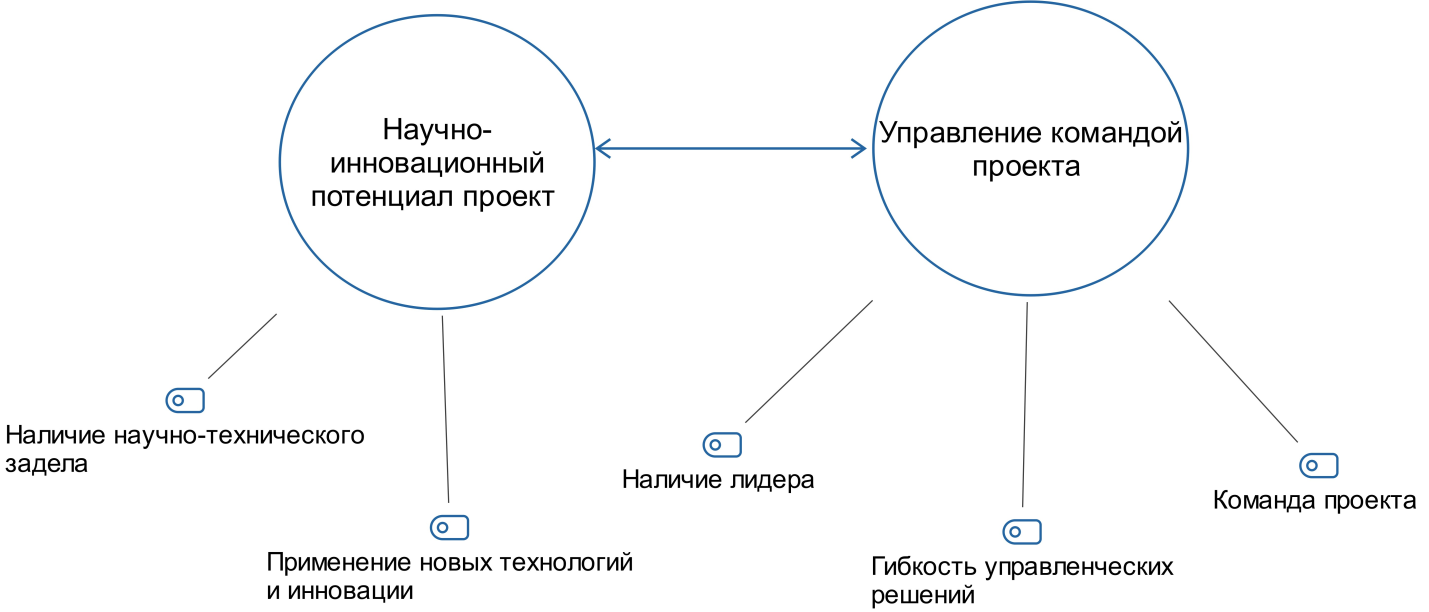 Научно-
инновационный
потенциал проект
Управление командой
проекта
Наличие научно-технического
задела
Применение новых технологий
и инновации
Наличие лидера
Гибкость управленческих
решений
Команда проекта